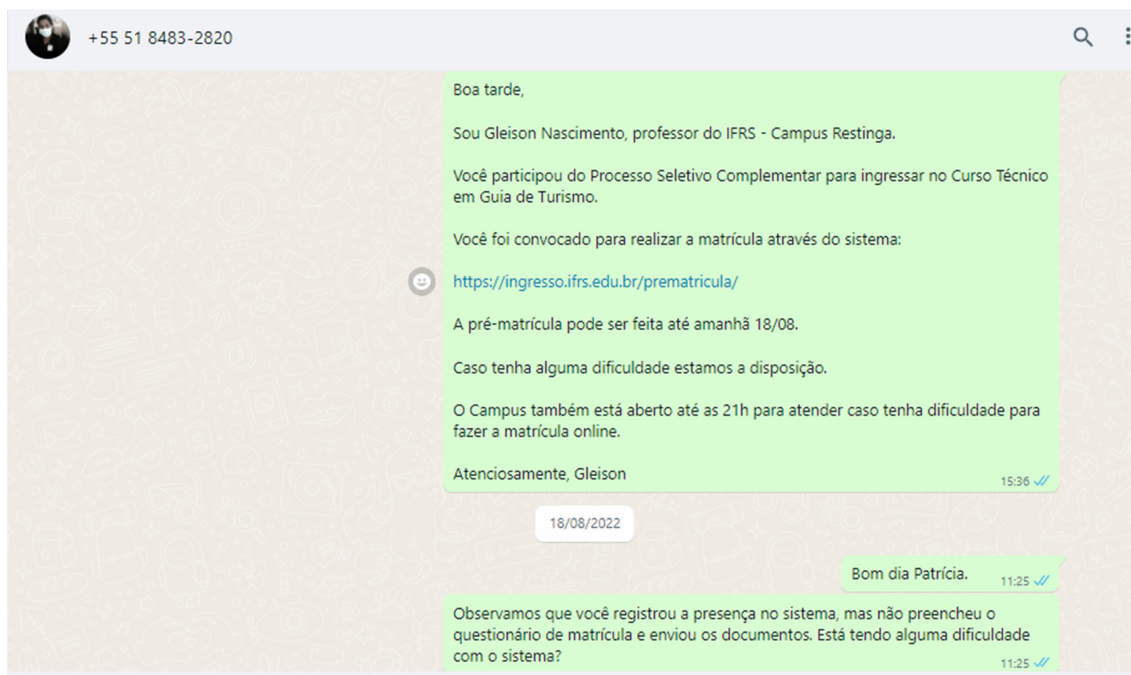 +55 51 8483-2820
Boa tarde,
Sou Gleison Nascimento, professor do IFRS - Campus Restinga.
Você participou do Processo Seletivo Complementar para ingressar no Curso Técnico
em Guia de Turismo.
Você foi convocado para realizar a matrícula através do sistema:
https://ingresso.ifrs.edu.br/prematricula/
A pré-matrícula pode ser feita até amanhã 18/08.
Caso tenha alguma dificuldade estamos a disposição.
O Campus também está aberto até as 21h para atender caso tenha dificuldade para
fazer a matrícula online.
Atenciosamente, Gleison
15:36
18/08/2022
Bom dia Patrícia.
11:25
Observamos que você registrou a presença no sistema, mas não preencheu o
questionário de matrícula e enviou os documentos. Está tendo alguma dificuldade
com o sistema?
11:25